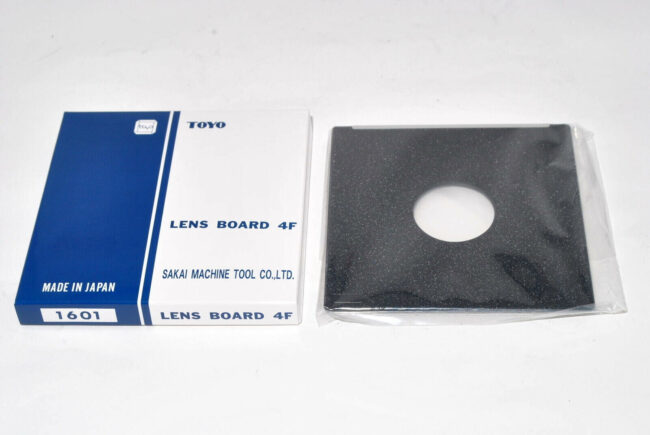 TOYO
LENS BOARD 4F
SAKAI MACHINE TOOL CO.,LTD.
MADE IN JAPAN
1601
LENS BOARD 4F